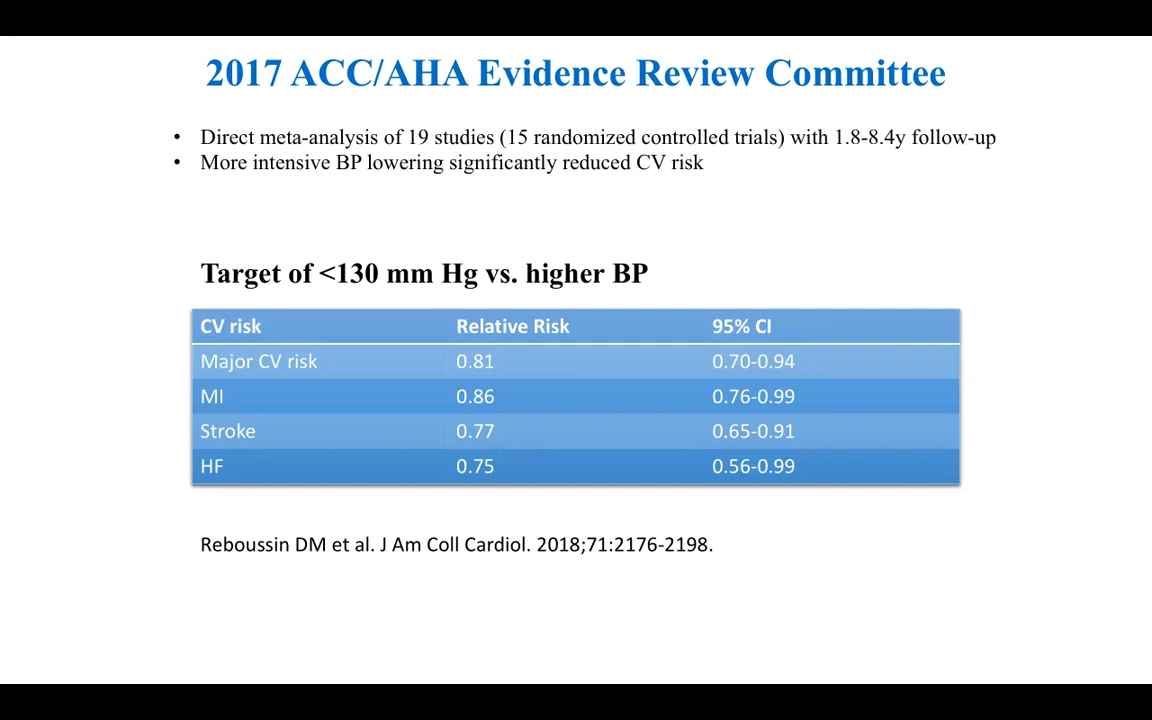 2017 ACC/AHA Evidence Review Committee
• Direct meta-analysis of 19 studies (15 randomized controlled trials) with 1.8-8.4y follow-up
• More intensive BP lowering significantly reduced CV risk
Target of <130 mm Hg vs. higher BP
CV risk Relative Risk 95% CI
Major CV risk 0.81 0.70-0.94
MI 0.86 0.76-0.99
Stroke 0.77 0.65-0.91
HF 0.75 0.56-0.99
Reboussin DM et al. J Am Coll Cardiol. 2018;71:2176-2198.